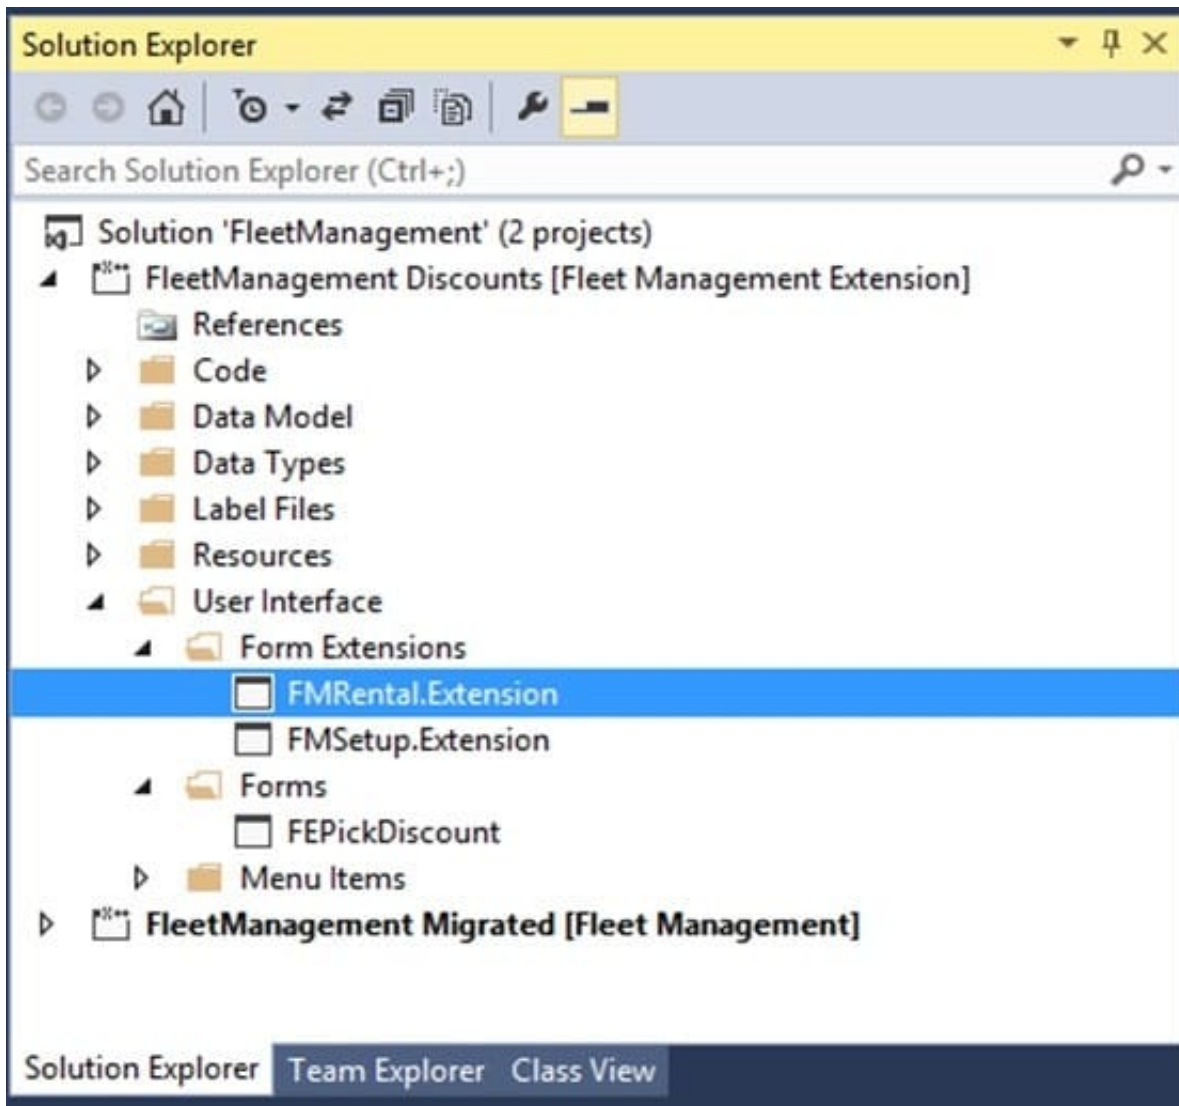 Solution Explorer
Search Solution Explorer (Ctrl+;)
Solution 'FleetManagement' (2 projects)
FleetManagement Discounts [Fleet Management Extension]
References
Code
Data Model
Data Types
Label Files
Resources
User Interface
Form Extensions
FMRental.Extension
FMSetup.Extension
Forms
FEPickDiscount
Menu Items
FleetManagement Migrated [Fleet Management]
Solution Explorer Team Explorer Class View